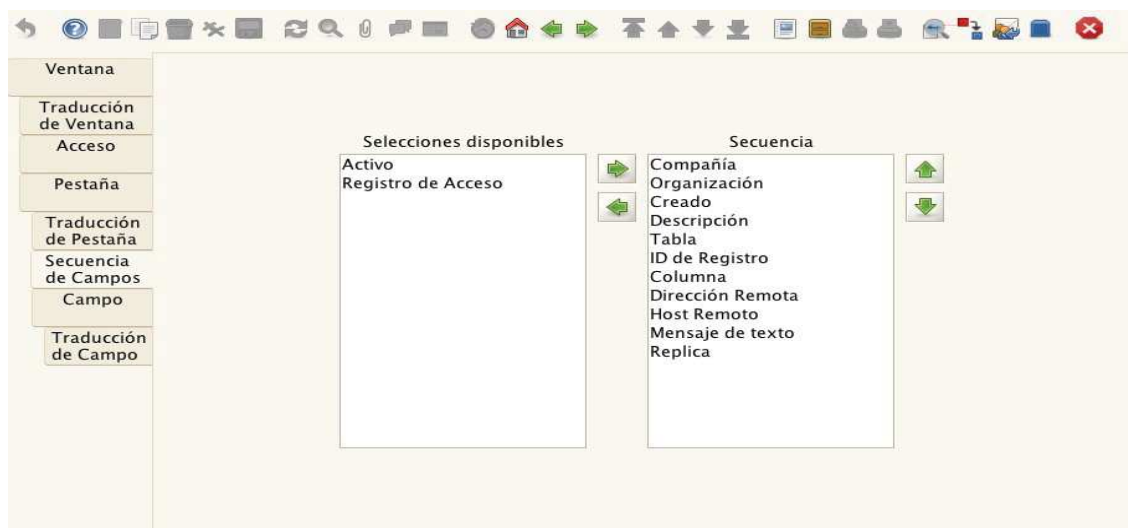 Ventana
Traducción
de Ventana
Acceso
Pestaña
Traducción
de Pestaña
Secuencia
de Campos
Campo
Traducción
de Campo
Selecciones disponibles
Activo
Registro de Acceso
Secuencia
Compañía
Organización
Creado
Descripción
Tabla
ID de Registro
Columna
Dirección Remota
Host Remoto
Mensaje de texto
Replica